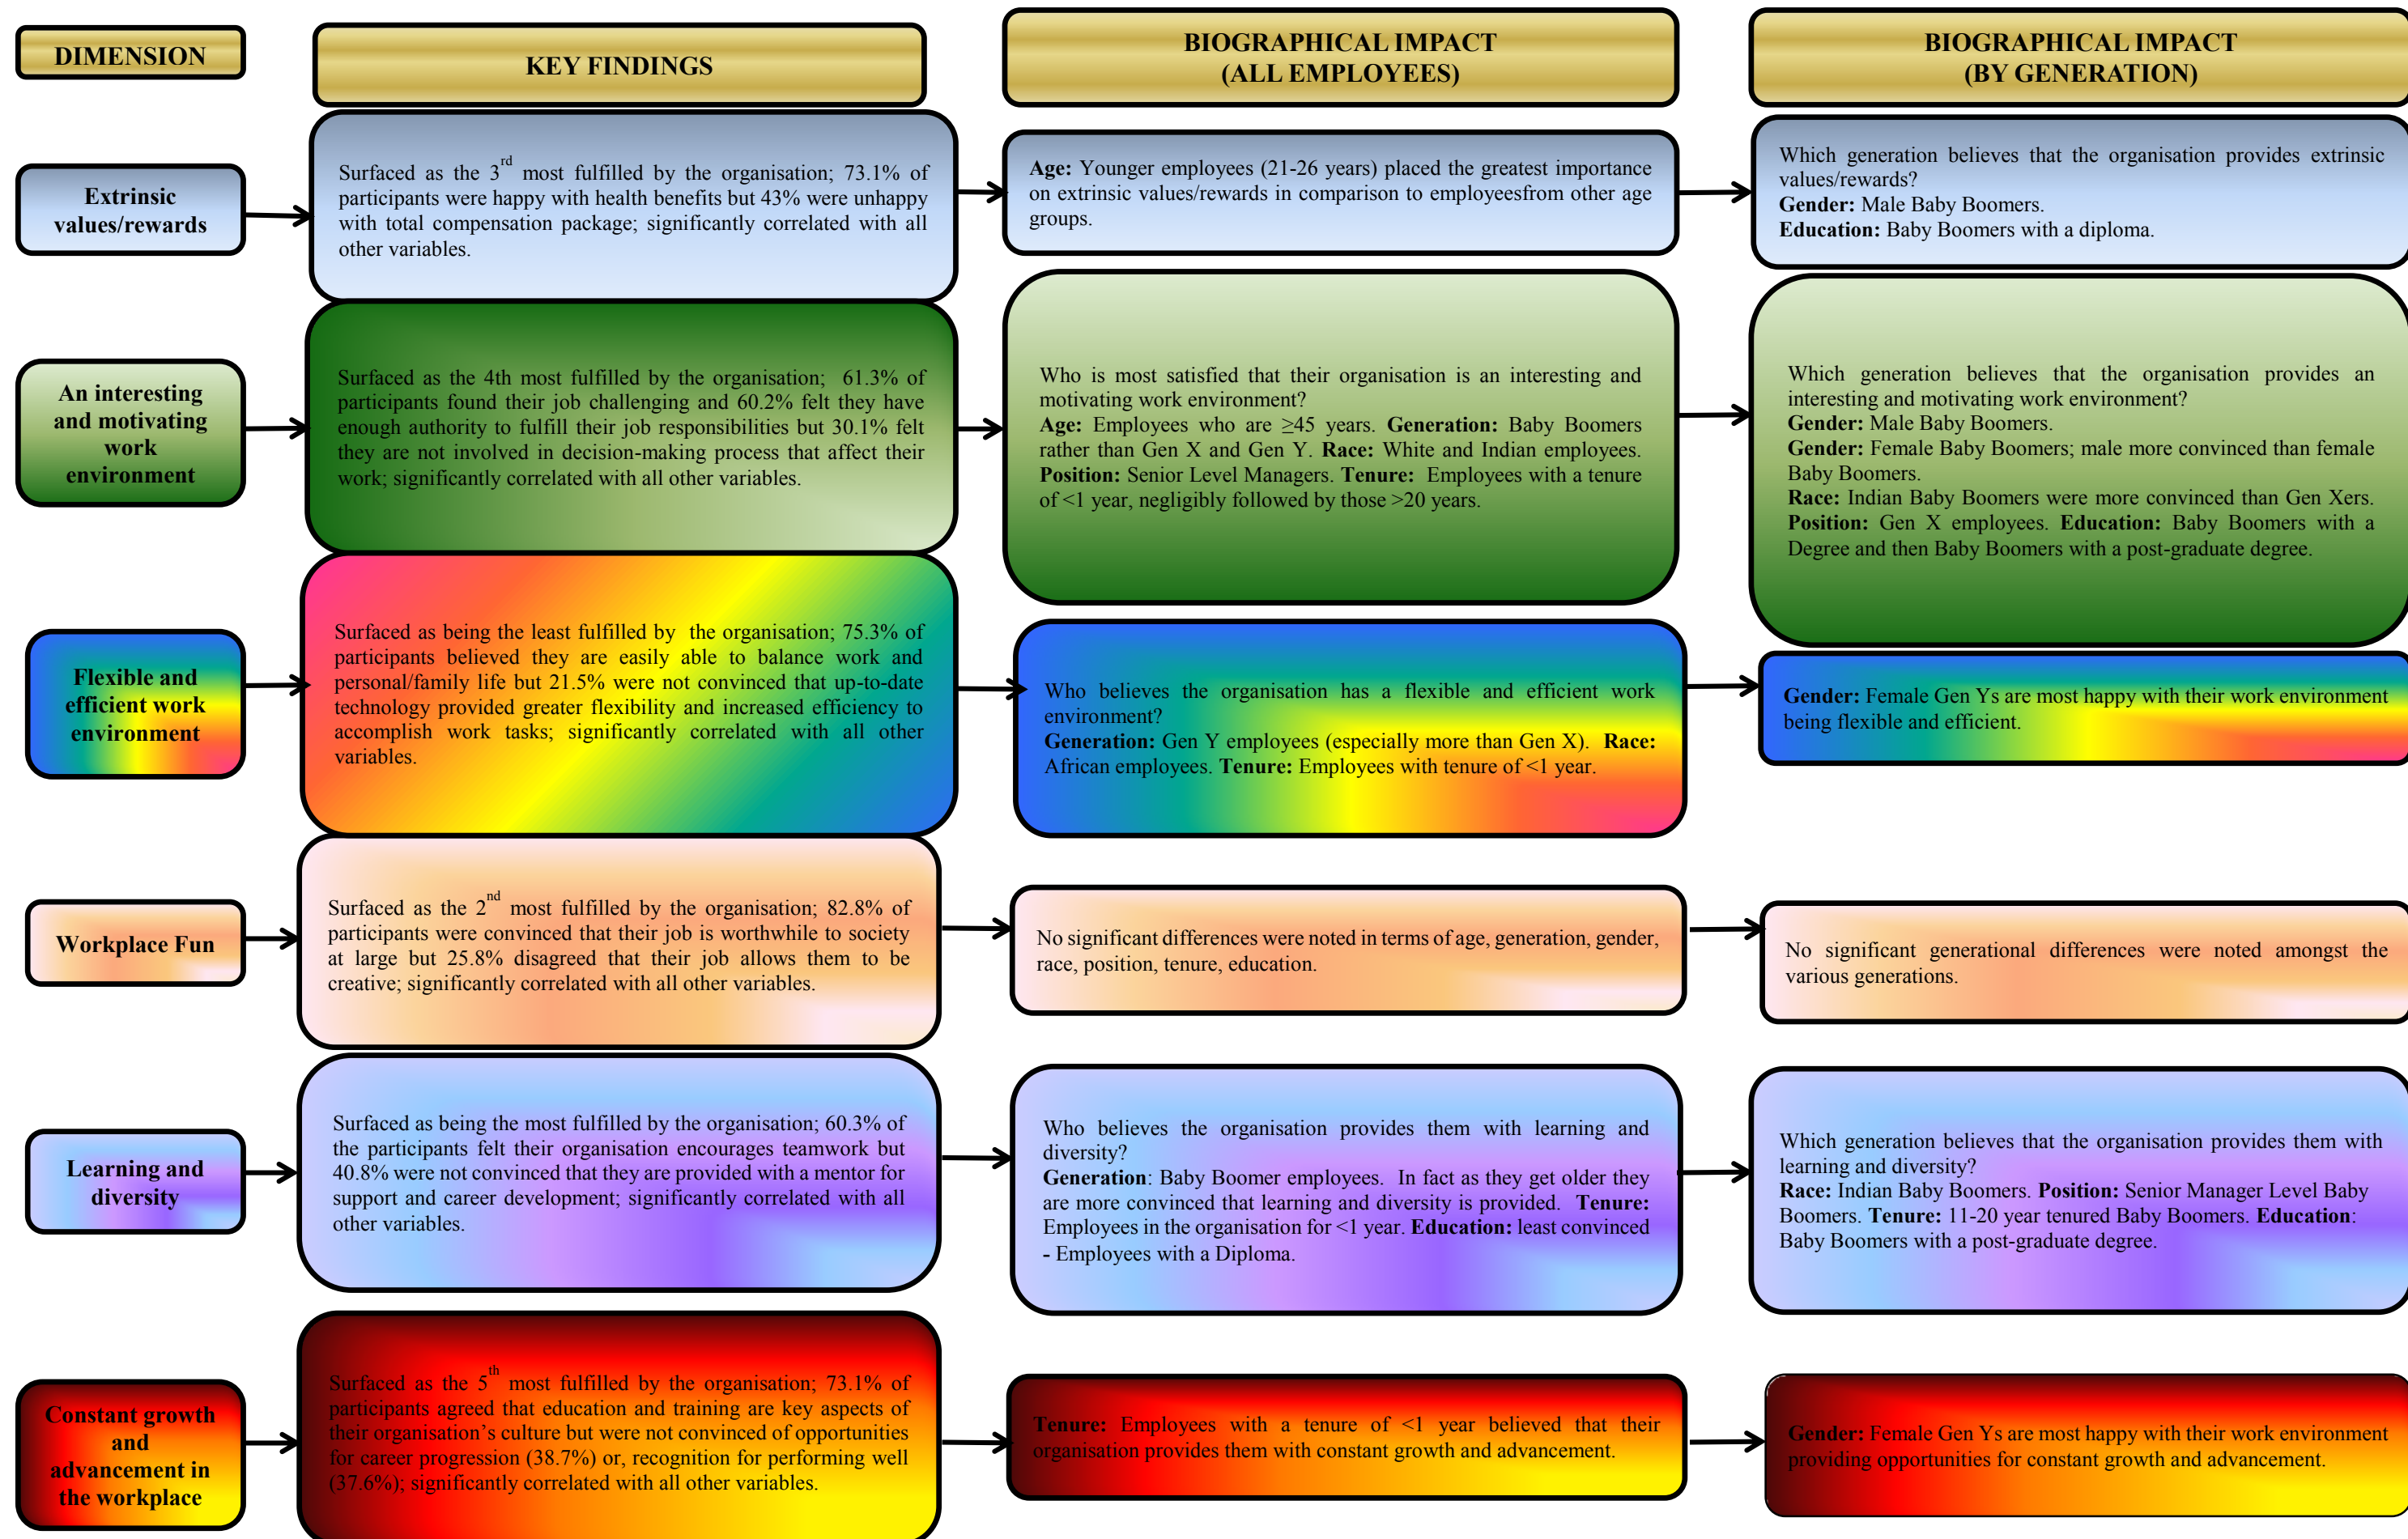 DIMENSION
KEY FINDINGS
BIOGRAPHICAL IMPACT
(ALL EMPLOYEES)
BIOGRAPHICAL IMPACT
(BY GENERATION)
Extrinsic
values/rewards
Surfaced as the 3rd most fulfilled by the organisation; 73.1% of
participants were happy with health benefits but 43% were unhappy
with total compensation package; significantly correlated with all
other variables.
Age: Younger employees (21-26 years) placed the greatest importance
on extrinsic values/rewards in comparison to employeesfrom other age
groups.
Which generation believes that the organisation provides extrinsic
values/rewards?
Gender: Male Baby Boomers.
Education: Baby Boomers with a diploma.
An interesting
and motivating
work
environment
Surfaced as the 4th most fulfilled by the organisation; 61.3% of
participants found their job challenging and 60.2% felt they have
enough authority to fulfill their job responsibilities but 30.1% felt
they are not involved in decision-making process that affect their
work; significantly correlated with all other variables.
Who is most satisfied that their organisation is an interesting and
motivating work environment?
Age: Employees who are ≥45 years. Generation: Baby Boomers
rather than Gen X and Gen Y. Race: White and Indian employees.
Position: Senior Level Managers. Tenure: Employees with a tenure
of <1 year, negligibly followed by those >20 years.
Which generation believes that the organisation provides an
interesting and motivating work environment?
Gender: Male Baby Boomers.
Gender: Female Baby Boomers; male more convinced than female
Baby Boomers.
Race: Indian Baby Boomers were more convinced than Gen Xers.
Position: Gen X employees. Education: Baby Boomers with a
Degree and then Baby Boomers with a post-graduate degree.
Flexible and
efficient work
environment
Surfaced as being the least fulfilled by the organisation; 75.3% of
participants believed they are easily able to balance work and
personal/family life but 21.5% were not convinced that up-to-date
technology provided greater flexibility and increased efficiency to
accomplish work tasks; significantly correlated with all other
variables.
Who believes the organisation has a flexible and efficient work
environment?
Generation: Gen Y employees (especially more than Gen X). Race:
African employees. Tenure: Employees with tenure of <1 year.
Gender: Female Gen Ys are most happy with their work environment
being flexible and efficient.
Workplace Fun
Surfaced as the 2nd most fulfilled by the organisation; 82.8% of
participants were convinced that their job is worthwhile to society
at large but 25.8% disagreed that their job allows them to be
creative; significantly correlated with all other variables.
No significant differences were noted in terms of age, generation, gender,
race, position, tenure, education.
No significant generational differences were noted amongst the
various generations.
Learning and
diversity
Surfaced as being the most fulfilled by the organisation; 60.3% of
the participants felt their organisation encourages teamwork but
40.8% were not convinced that they are provided with a mentor for
support and career development; significantly correlated with all
other variables.
Who believes the organisation provides them with learning and
diversity?
Generation: Baby Boomer employees. In fact as they get older they
are more convinced that learning and diversity is provided. Tenure:
Employees in the organisation for <1 year. Education: least convinced
- Employees with a Diploma.
Which generation believes that the organisation provides them with
learning and diversity?
Race: Indian Baby Boomers. Position: Senior Manager Level Baby
Boomers. Tenure: 11-20 year tenured Baby Boomers. Education:
Baby Boomers with a post-graduate degree.
Constant growth
and
advancement in
the workplace
Surfaced as the 5th most fulfilled by the organisation; 73.1% of
participants agreed that education and training are key aspects of
their organisation's culture but were not convinced of opportunities
for career progression (38.7%) or, recognition for performing well
(37.6%); significantly correlated with all other variables.
Tenure: Employees with a tenure of <1 year believed that their
organisation provides them with constant growth and advancement.
Gender: Female Gen Ys are most happy with their work environment
providing opportunities for constant growth and advancement.